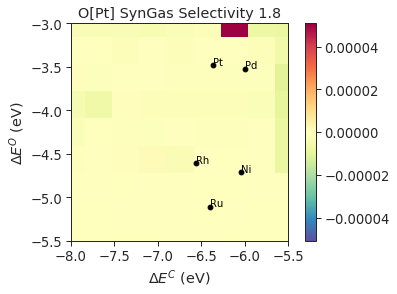 O[Pt] SynGas Selectivity 1.8
−3.0
−3.5
−4.0
−4.5
−5.0
−5.5
ΔE^O (eV)
Pt
Pd
Rh
Ni
Ru
−8.0 −7.5 −7.0 −6.5 −6.0 −5.5
ΔE^C (eV)
0.00004
0.00002
0.00000
−0.00002
−0.00004